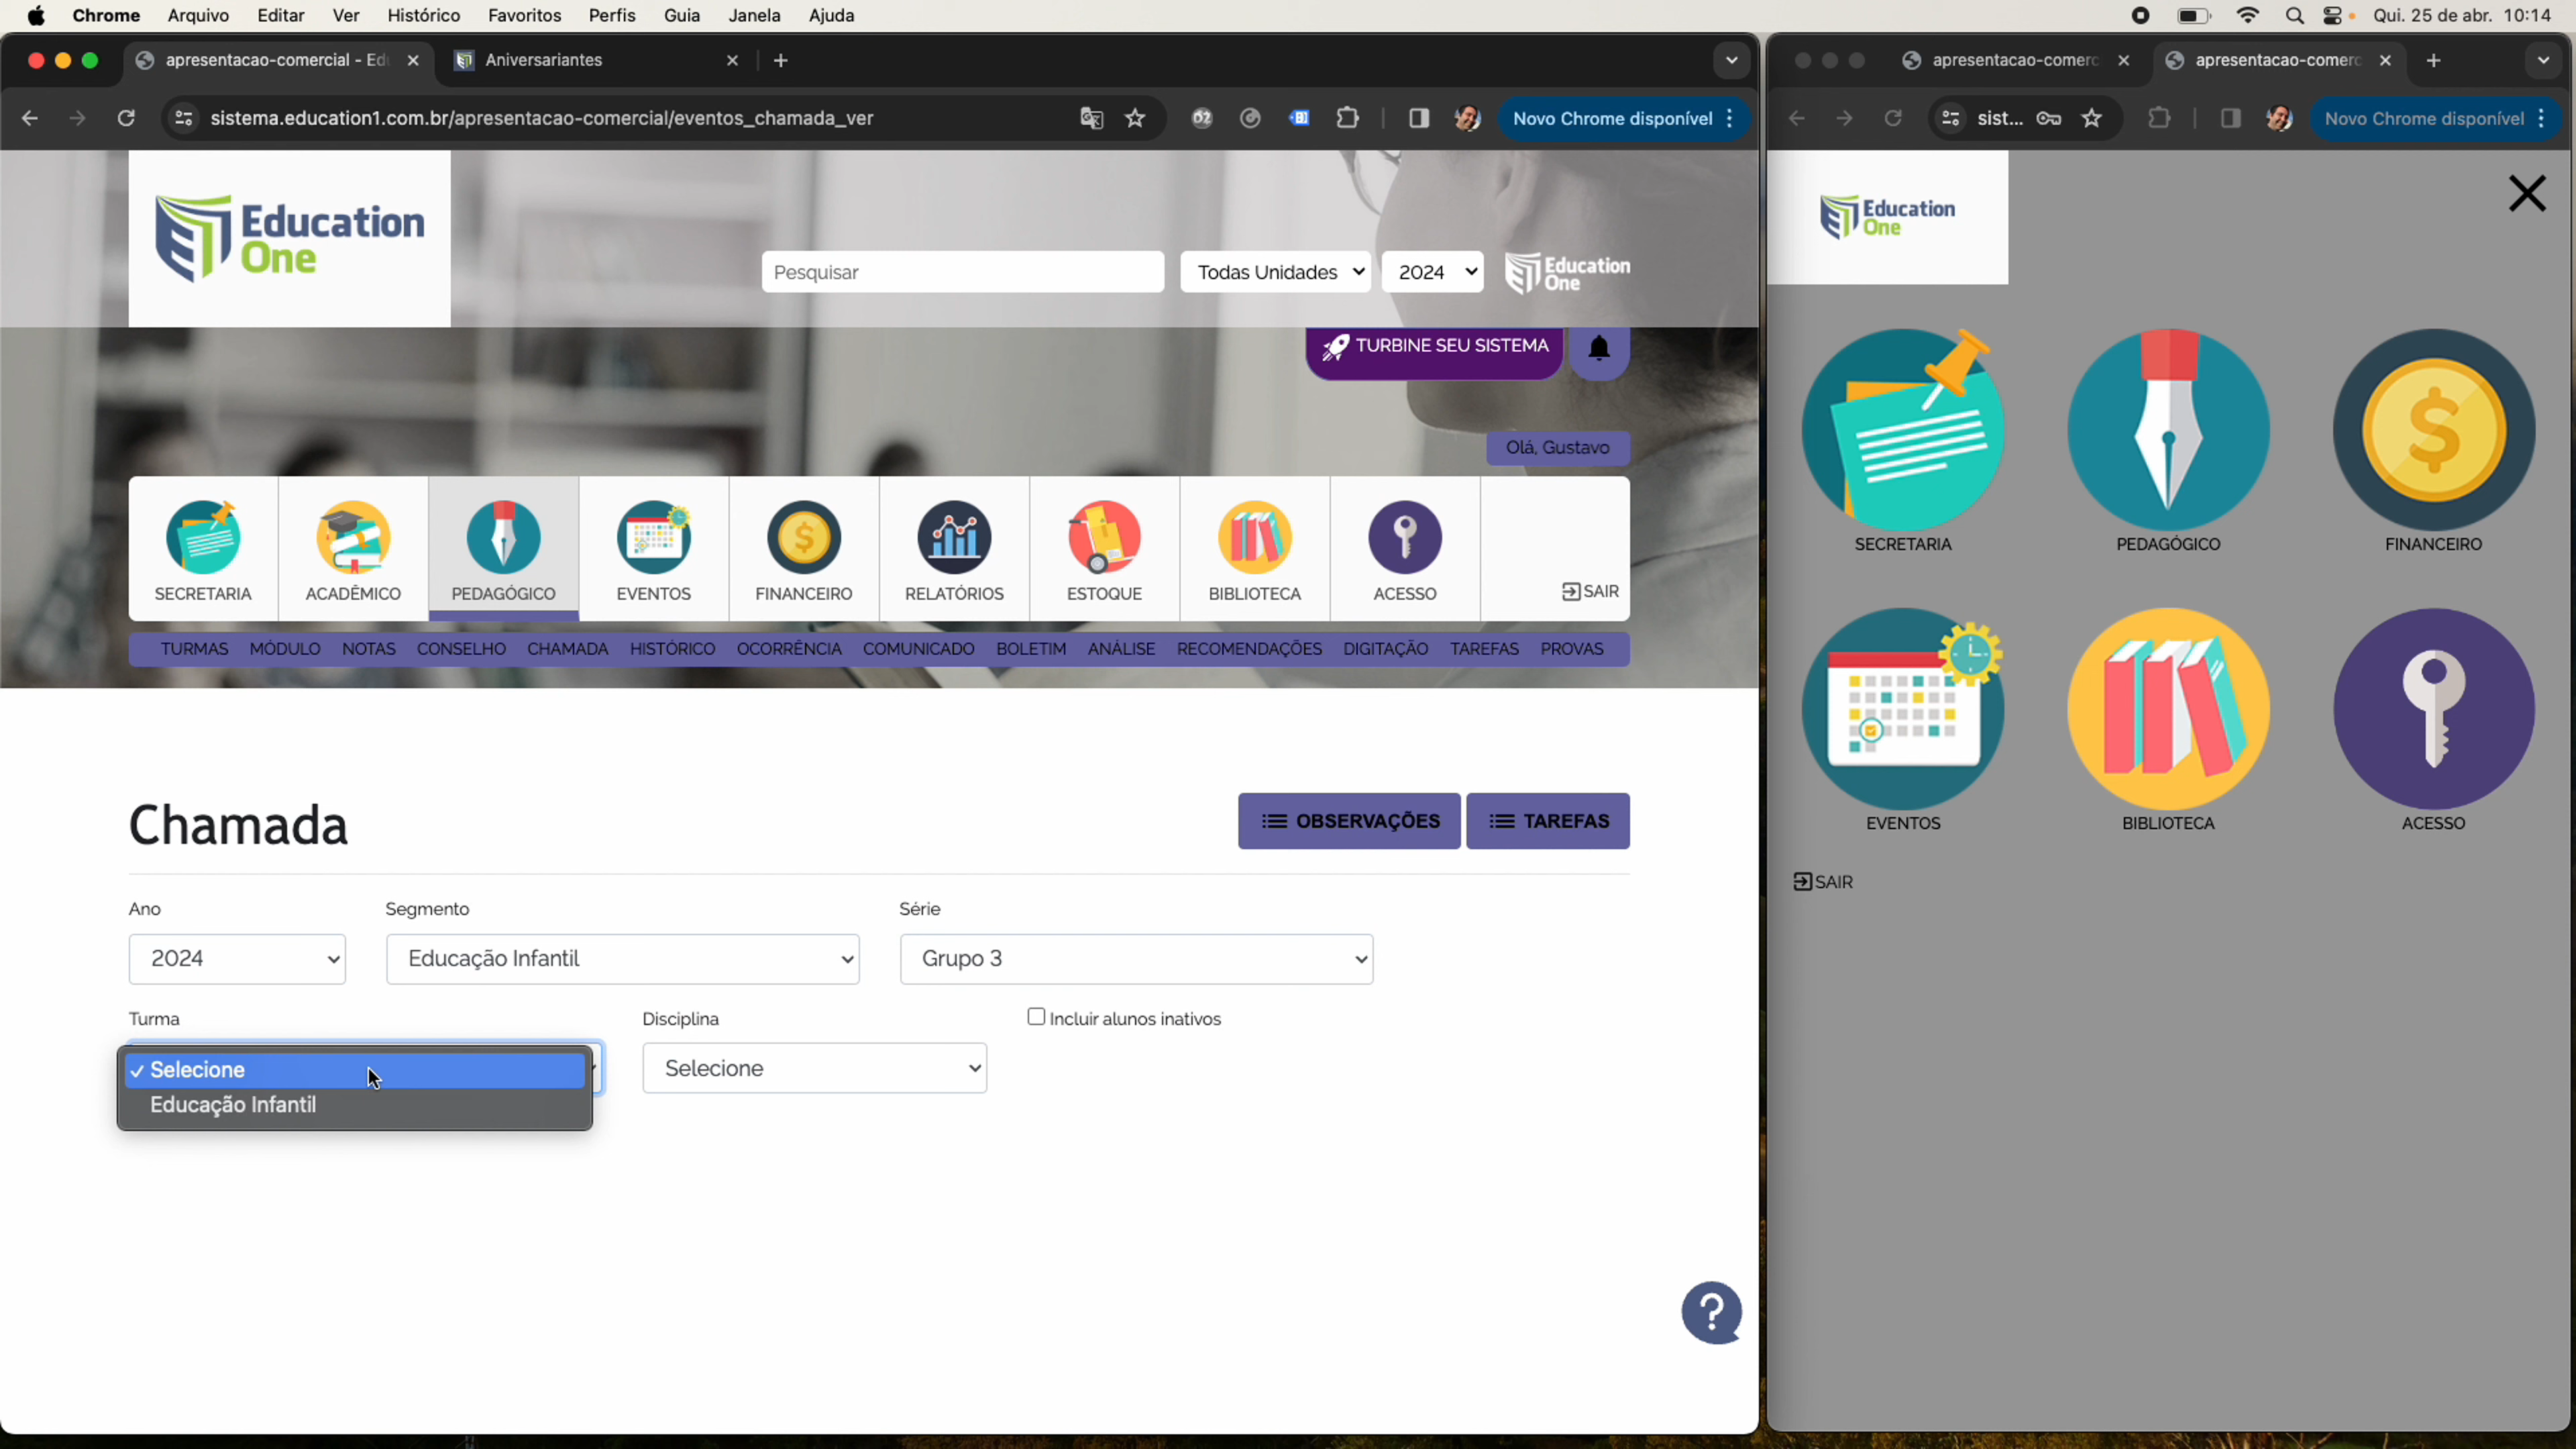 Chrome Arquivo Editar Ver Histórico Favoritos Perfis Guia Janela Ajuda Qui. 25 de abr. 10:14
apresentacao-comercial - Ed Aniversariantes
sistema.education1.com.br/apresentacao-comercial/eventos_chamada_ver Novo Chrome disponível
Education
One
Pesquisar Todas Unidades 2024 Education
One
TURBINE SEU SISTEMA
Olá, Gustavo
SECRETARIA ACADÊMICO PEDAGÓGICO EVENTOS FINANCEIRO RELATÓRIOS ESTOQUE BIBLIOTECA ACESSO SAIR
TURMAS MÓDULO NOTAS CONSELHO CHAMADA HISTÓRICO OCORRÊNCIA COMUNICADO BOLETIM ANÁLISE RECOMENDAÇÕES DIGITAÇÃO TAREFAS PROVAS
Chamada OBSERVAÇÕES TAREFAS
Ano Segmento Série
2024 Educação Infantil Grupo 3
Turma Disciplina Incluir alunos inativos
✓ Selecione Selecione
Educação Infantil
?
apresentacao-comerc apresentacao-comerc
sist... Novo Chrome disponível
Education
One
SECRETARIA PEDAGÓGICO FINANCEIRO
EVENTOS BIBLIOTECA ACESSO
SAIR